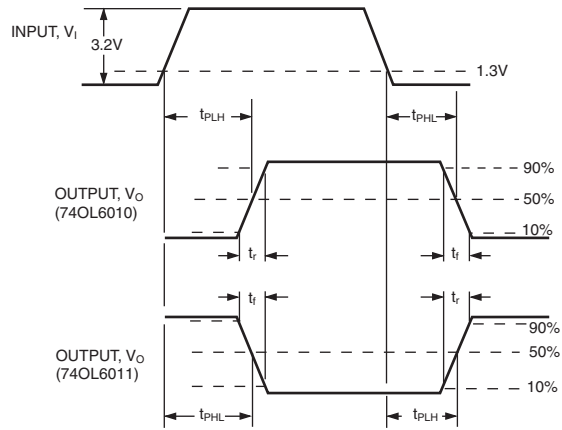 INPUT, VI
3.2V
1.3V
tPLH
tPHL
90%
OUTPUT, VO
(74OL6010)
50%
10%
tr
tf
tf
tr
90%
OUTPUT, VO
(74OL6011)
50%
10%
tPHL
tPLH